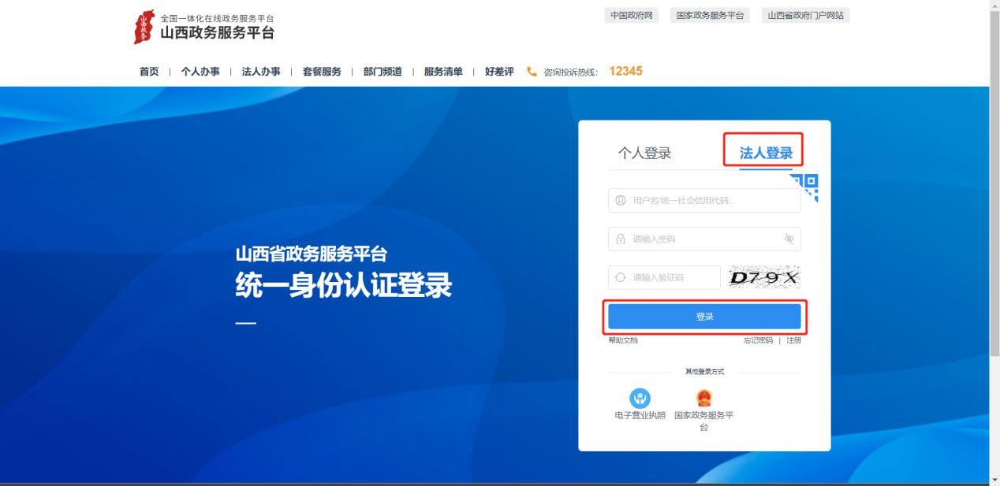 全国一体化在线政务服务平台
山西政务服务平台
山西政务
中国政府网 国家政务服务平台 山西省政府门户网站
首页 | 个人办事 | 法人办事 | 套餐服务 | 部门频道 | 服务清单 | 好差评 咨询投诉热线: 12345
山西省政务服务平台
统一身份认证登录
个人登录 法人登录
用户名/统一社会信用代码...
请输入密码
请输入验证码 D79X
登录
帮助文档 忘记密码 | 注册
其他登录方式
电子营业执照 国家政务服务平
台